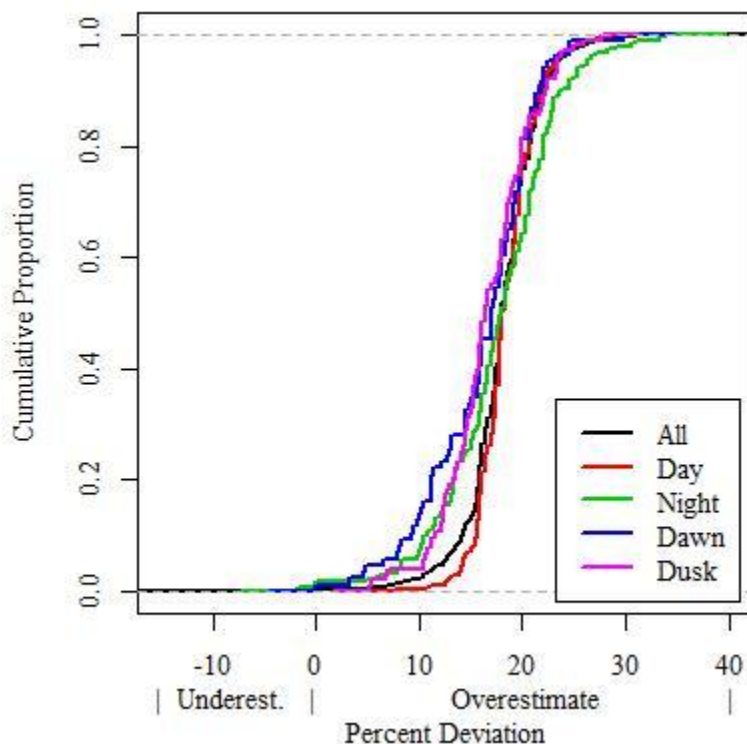 1.0
0.8
0.6
0.4
0.2
0.0
Cumulative Proportion
All
Day
Night
Dawn
Dusk
-10 0 10 20 30 40
| Underest. | Overestimate |
Percent Deviation